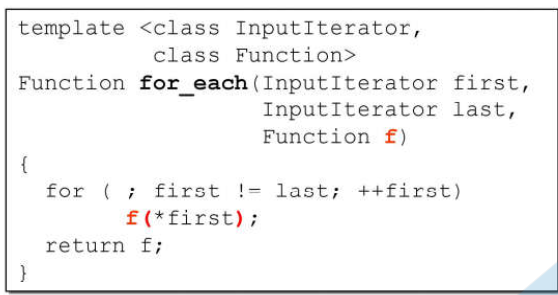 template <class InputIterator,
class Function>
Function for_each(InputIterator first,
InputIterator last,
Function f)
{
for ( ; first != last; ++first)
f(*first);
return f;
}